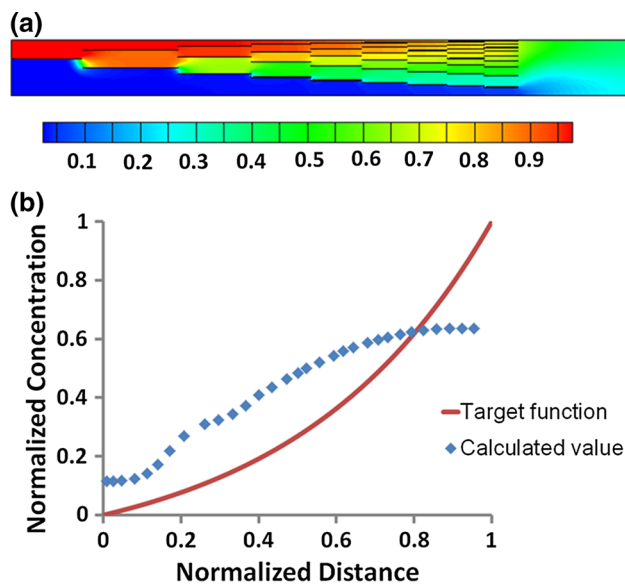 (a)
0.1 0.2 0.3 0.4 0.5 0.6 0.7 0.8 0.9
(b)
Normalized Concentration
1
0.8
0.6
0.4
0.2
0
Target function
Calculated value
0 0.2 0.4 0.6 0.8 1
Normalized Distance